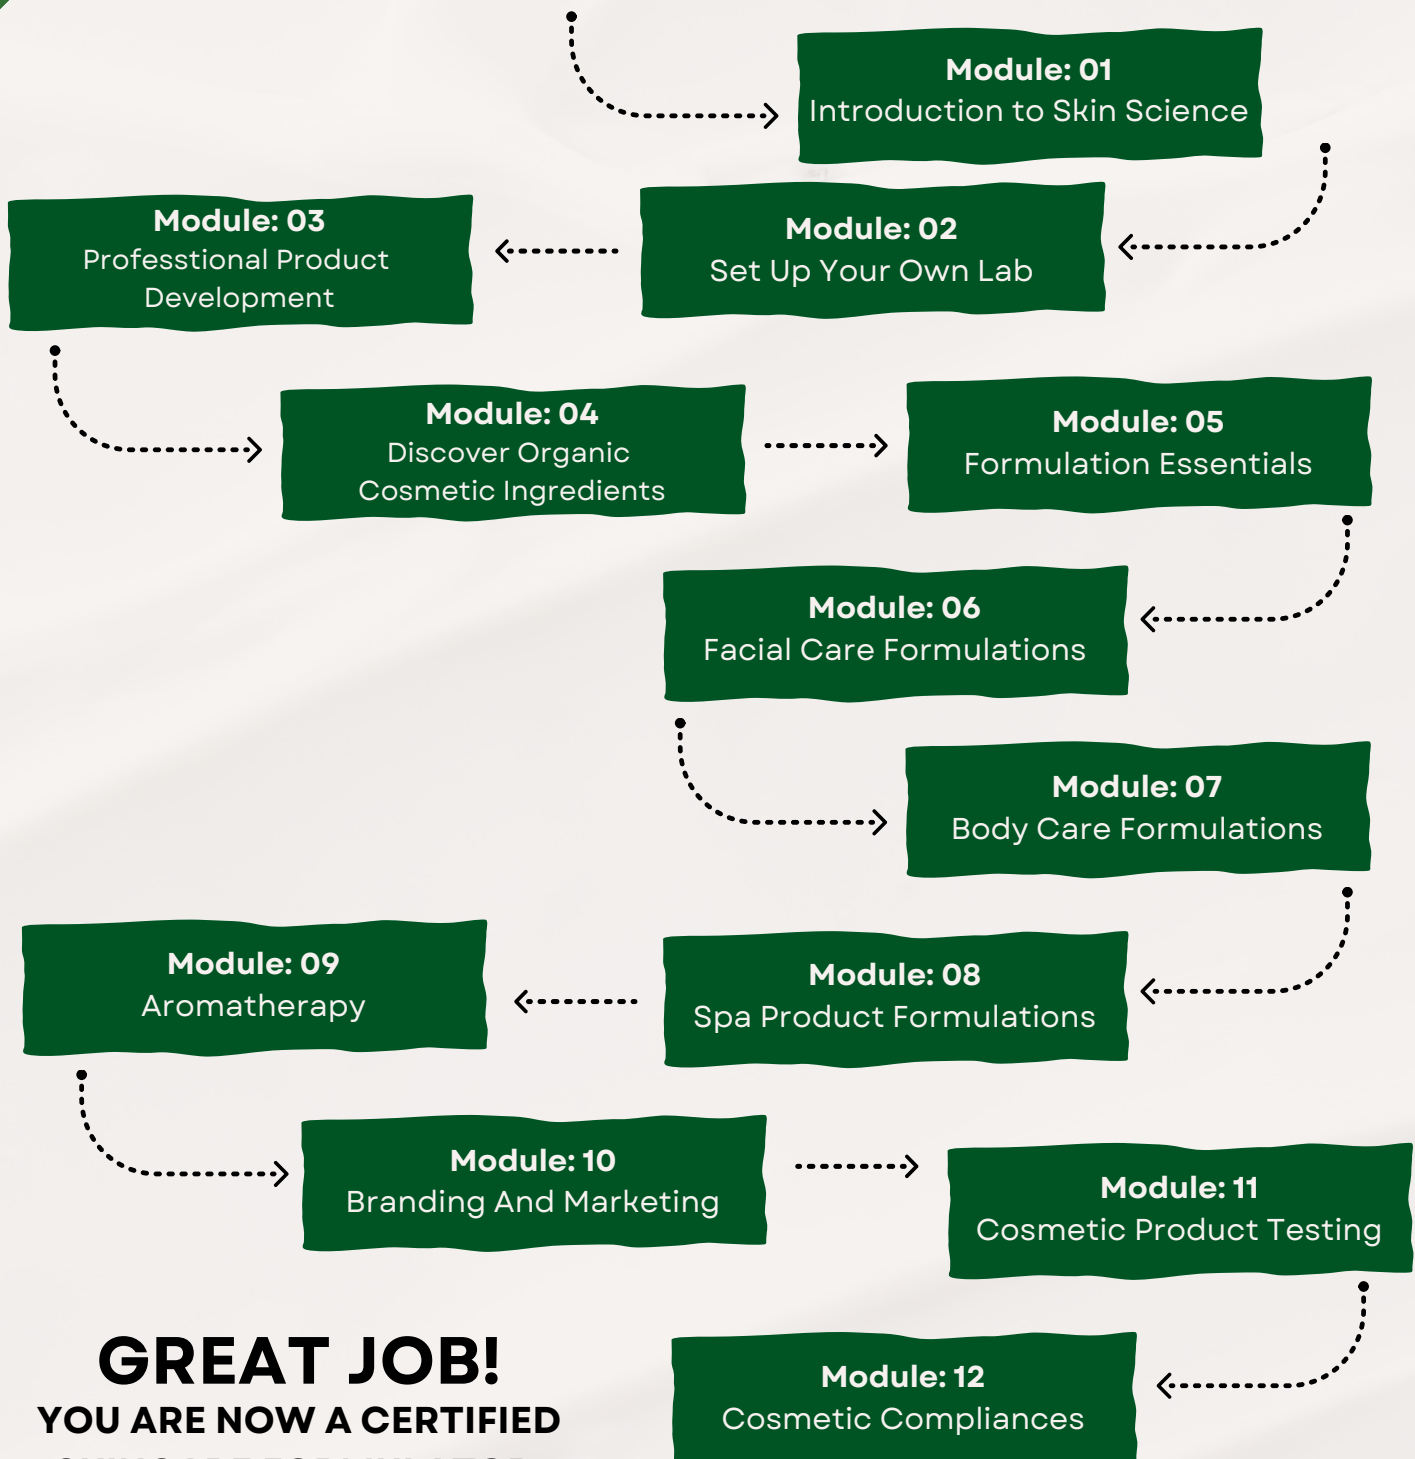 Module: 01
Introduction to Skin Science
Module: 02
Set Up Your Own Lab
Module: 03
Professtional Product
Development
Module: 04
Discover Organic
Cosmetic Ingredients
Module: 05
Formulation Essentials
Module: 06
Facial Care Formulations
Module: 07
Body Care Formulations
Module: 08
Spa Product Formulations
Module: 09
Aromatherapy
Module: 10
Branding And Marketing
Module: 11
Cosmetic Product Testing
Module: 12
Cosmetic Compliances
GREAT JOB!
YOU ARE NOW A CERTIFIED